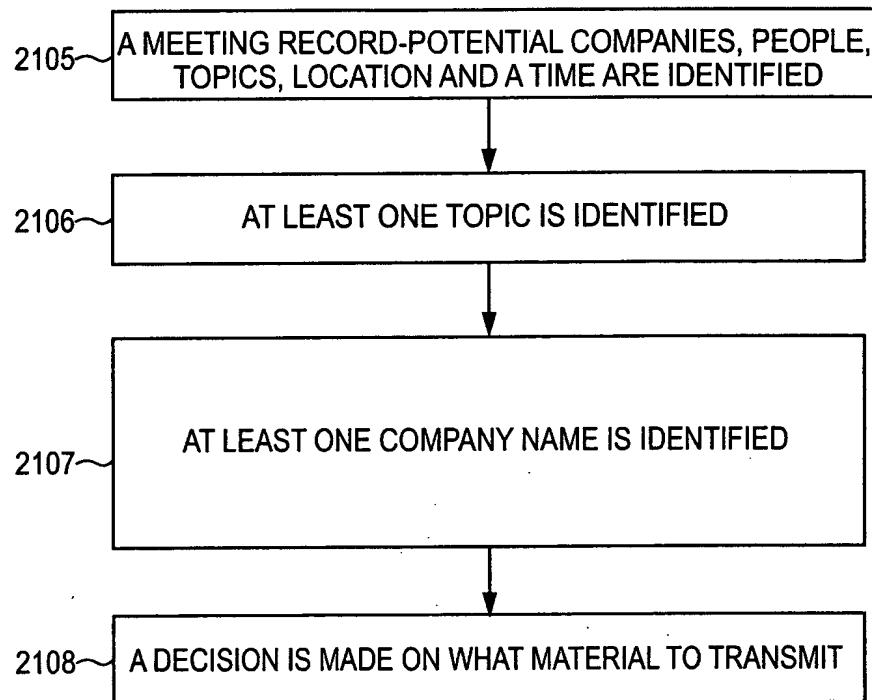 2105 A MEETING RECORD-POTENTIAL COMPANIES, PEOPLE,
TOPICS, LOCATION AND A TIME ARE IDENTIFIED
2106 AT LEAST ONE TOPIC IS IDENTIFIED
2107 AT LEAST ONE COMPANY NAME IS IDENTIFIED
2108 A DECISION IS MADE ON WHAT MATERIAL TO TRANSMIT